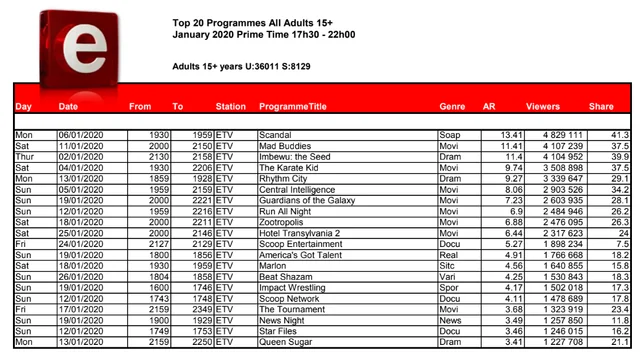 e
Top 20 Programmes All Adults 15+
January 2020 Prime Time 17h30 - 22h00
Adults 15+ years U:36011 S:8129
Day Date From To Station ProgrammeTitle Genre AR Viewers Share
Mon 06/01/2020 1930 1959 ETV Scandal Soap 13.41 4 829 111 41.3
Sat 11/01/2020 2000 2150 ETV Mad Buddies Movi 11.41 4 107 239 37.5
Thur 02/01/2020 2130 2158 ETV Imbewu: the Seed Dram 11.4 4 104 952 39.9
Sat 04/01/2020 1930 2206 ETV The Karate Kid Movi 9.74 3 508 898 37.5
Mon 13/01/2020 1859 1928 ETV Rhythm City Dram 9.27 3 339 647 29.1
Sun 05/01/2020 1959 2159 ETV Central Intelligence Movi 8.06 2 903 526 34.2
Sun 19/01/2020 2000 2221 ETV Guardians of the Galaxy Movi 7.23 2 603 935 28.1
Sun 12/01/2020 1959 2216 ETV Run All Night Movi 6.9 2 484 946 26.2
Sat 18/01/2020 2000 2211 ETV Zootropolis Movi 6.88 2 476 095 26.3
Sat 25/01/2020 2000 2146 ETV Hotel Transylvania 2 Movi 6.44 2 317 623 24
Fri 24/01/2020 2127 2129 ETV Scoop Entertainment Docu 5.27 1 898 234 7.5
Sun 19/01/2020 1800 1856 ETV America's Got Talent Real 4.91 1 766 668 18.2
Sat 18/01/2020 1930 1959 ETV Marlon Sitc 4.56 1 640 855 15.8
Sun 26/01/2020 1804 1858 ETV Beat Shazam Vari 4.25 1 530 843 18.3
Sun 19/01/2020 1600 1746 ETV Impact Wrestling Spor 4.17 1 502 018 17.3
Sun 12/01/2020 1743 1748 ETV Scoop Network Docu 4.11 1 478 689 17.8
Fri 17/01/2020 2159 2349 ETV The Tournament Movi 3.68 1 323 919 23.4
Sun 19/01/2020 1900 1929 ETV News Night News 3.49 1 257 850 11.8
Sun 12/01/2020 1749 1753 ETV Star Files Docu 3.46 1 246 015 16.2
Mon 13/01/2020 2159 2250 ETV Queen Sugar Dram 3.41 1 227 708 21.1